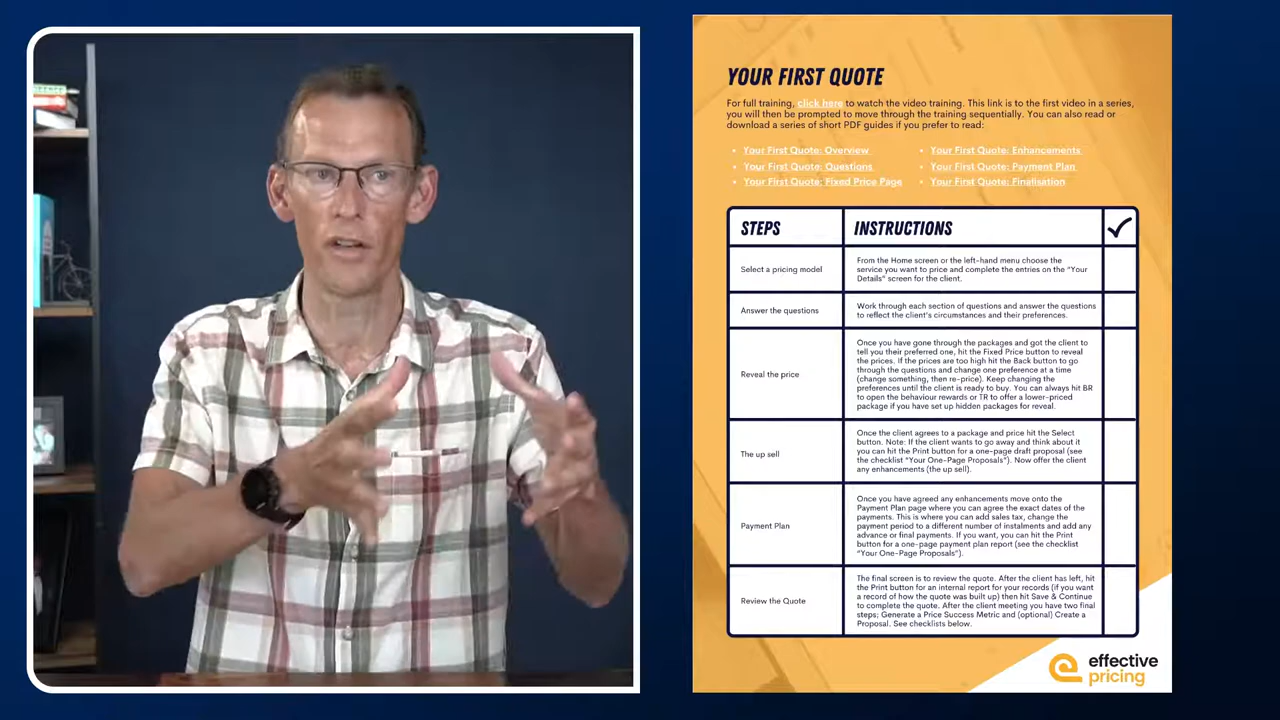 YOUR FIRST QUOTE
For full training, click here to watch the video training. This link is to the first video in a series,
you will then be prompted to move through the training sequentially. You can also read or
download a series of short PDF guides if you prefer to read:
• Your First Quote: Overview
• Your First Quote: Questions
• Your First Quote: Fixed Price Page
• Your First Quote: Enhancements
• Your First Quote: Payment Plan
• Your First Quote: Finalisation
STEPS
INSTRUCTIONS
Select a pricing model
From the Home screen or the left-hand menu choose the
service you want to price and complete the entries on the "Your
Details" screen for the client.
Answer the questions
Work through each section of questions and answer the questions
to reflect the client's circumstances and their preferences.
Reveal the price
Once you have gone through the packages and got the client to
tell you their preferred one, hit the Fixed Price button to reveal
the prices. If the prices are too high hit the Back button to go
through the questions and change one preference at a time
(change something, then re-price). Keep changing the
preferences until the client is ready to buy. You can always hit BR
to open the behaviour rewards or TR to offer a lower-priced
package if you have set up hidden packages for reveal.
The up sell
Once the client agrees to a package and price hit the Select
button. Note: If the client wants to go away and think about it
you can hit the Print button for a one-page draft proposal (see
the checklist "Your One-Page Proposals"). Now offer the client
any enhancements (the up sell).
Payment Plan
Once you have agreed any enhancements move onto the
Payment Plan page where you can agree the exact dates of the
payments. This is where you can add sales tax, change the
payment period to a different number of instalments and add any
advance or final payments. If you want, you can hit the Print
button for a one-page payment plan report (see the checklist
"Your One-Page Proposals").
Review the Quote
The final screen is to review the quote. After the client has left, hit
the Print button for an internal report for your records (if you want
a record of how the quote was built up) then hit Save & Continue
to complete the quote. After the client meeting you have two final
steps; Generate a Price Success Metric and (optional) Create a
Proposal. See checklists below.
effective
pricing